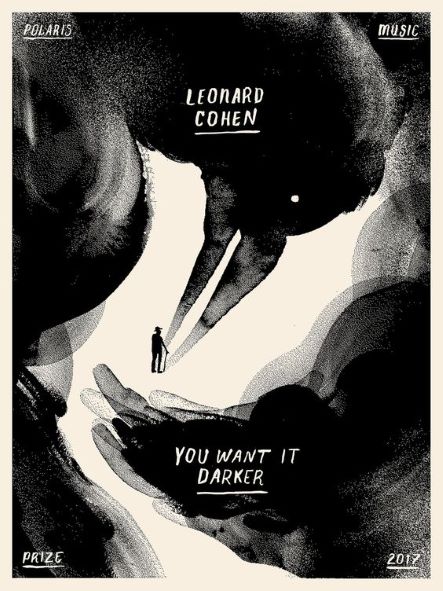 POLARIS
MUSIC
LEONARD
COHEN
YOU WANT IT
DARKER
PRIZE
2017